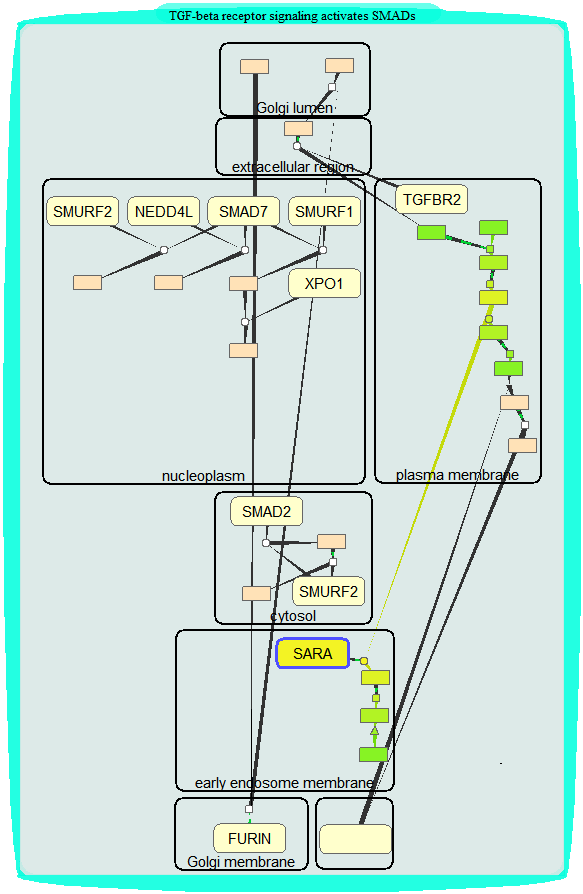 TGF-beta receptor signaling activates SMADs
Golgi lumen
extracellular region
TGFBR2
SMURF2
NEDD4L
SMAD7
SMURF1
XPO1
nucleoplasm
plasma membrane
SMAD2
SMURF2
cytosol
SARA
early endosome membrane
FURIN
Golgi membrane